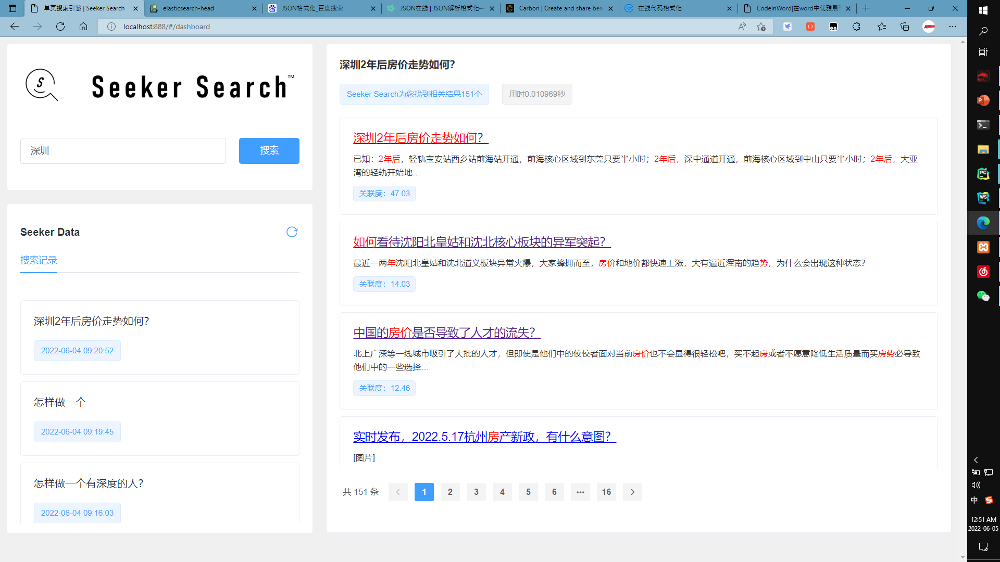 单页搜索引擎 | Seeker Search
elasticsearch-head
JSON格式化_百度搜索
JSON在线 | JSON解析格式化—
Carbon | Create and share bea
在线代码格式化
CodeInWord|在word中优雅展示
localhost:888/#/dashboard
S
Seeker Search™
深圳
搜索
Seeker Data
搜索记录
深圳2年后房价走势如何？
2022-06-04 09:20:52
怎样做一个
2022-06-04 09:19:45
怎样做一个有深度的人？
2022-06-04 09:16:03
深圳2年后房价走势如何？
Seeker Search为您找到相关结果151个
用时0.010969秒
深圳2年后房价走势如何？
已知：2年后，轻轨宝安站西乡站前海站开通，前海核心区域到东莞只要半小时；2年后，深中通道开通，前海核心区域到中山只要半小时；2年后，大亚
湾的轻轨开始地...
关联度：47.03
如何看待沈阳北皇姑和沈北核心板块的异军突起？
最近一两年沈阳北皇姑和沈北道义板块异常火爆，大家蜂拥而至，房价和地价都快速上涨，大有逼近浑南的趋势，为什么会出现这种状态？
关联度：14.03
中国的房价是否导致了人才的流失？
北上广深等一线城市吸引了大批的人才，但即使是他们中的佼佼者面对当前房价也不会显得很轻松吧，买不起房或者不愿意降低生活质量而买房势必导致
他们中的一些选择...
关联度：12.46
实时发布，2022.5.17杭州房产新政，有什么意图？
[图片]
共 151 条
1
2
3
4
5
6
•••
16
中
12:51 AM
2022-06-05